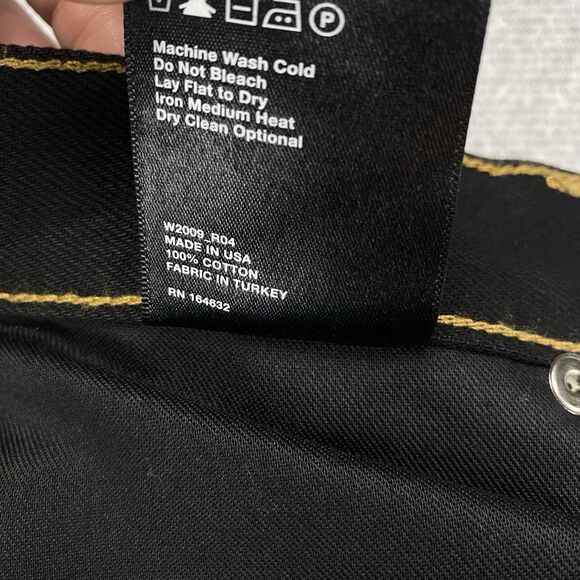 Machine Wash Cold
Do Not Bleach
Lay Flat to Dry
Iron Medium Heat
Dry Clean Optional
W2009_R04
MADE IN USA
100% COTTON
FABRIC IN TURKEY
RN 164632